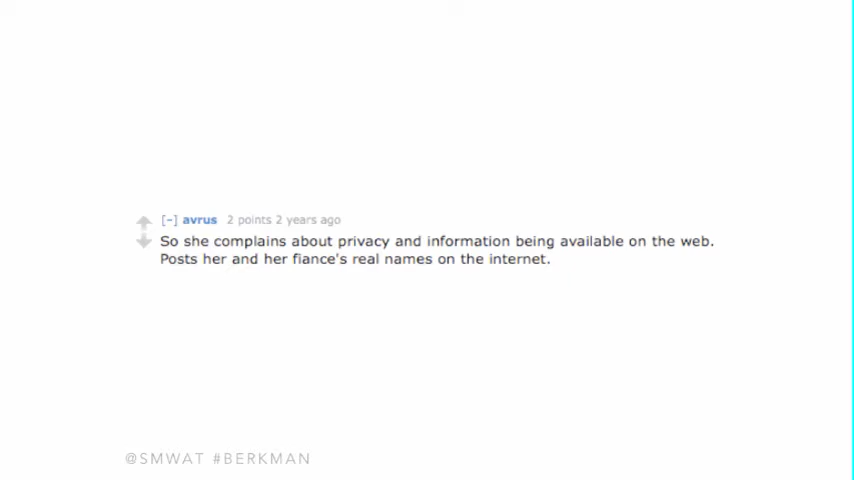 [-] avrus 2 points 2 years ago
So she complains about privacy and information being available on the web.
Posts her and her fiance's real names on the internet.
@SMWAT #BERKMAN